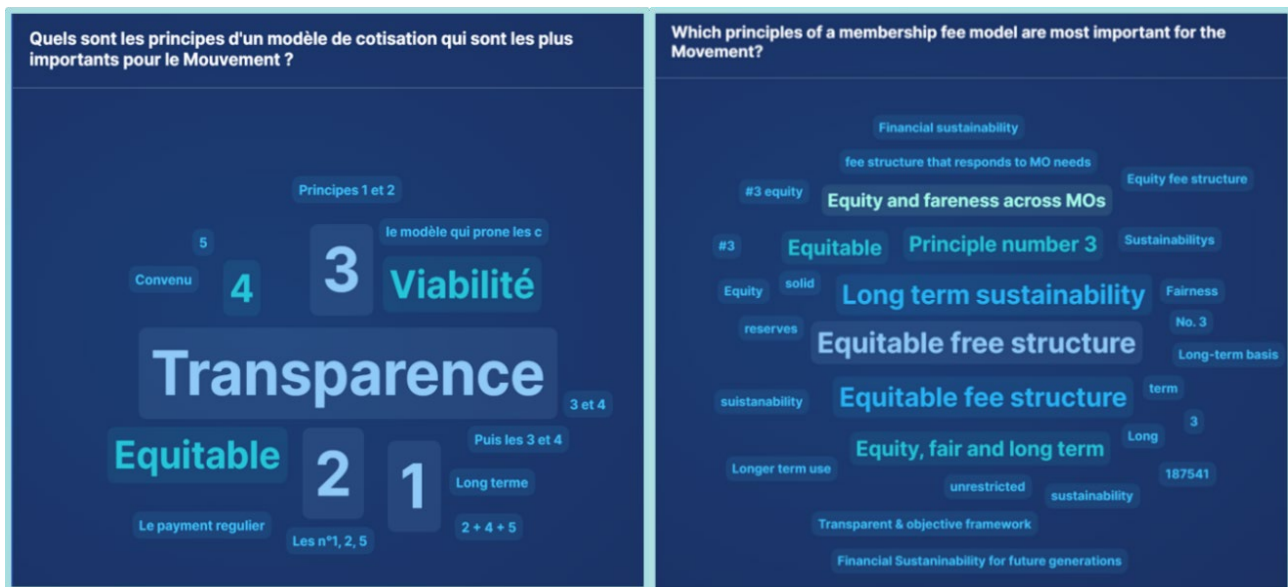 Quels sont les principes d'un modèle de cotisation qui sont les plus
importants pour le Mouvement ?
Principes 1 et 2
le modèle qui prone les c
5
3
Convenu
4
Viabilité
Transparence
3 et 4
Equitable
2
1
Puis les 3 et 4
Long terme
Le payment regulier
Les n°1, 2, 5
2 + 4 + 5
Which principles of a membership fee model are most important for the
Movement?
Financial sustainability
fee structure that responds to MO needs
Equity fee structure
#3 equity
Equity and fareness across MOs
#3
Equitable
Principle number 3
Sustainabilitys
Equity
solid
Long term sustainability
Fairness
reserves
Equitable free structure
No. 3
Long-term basis
suistanability
Equitable fee structure
term
3
Equity, fair and long term
Long
Longer term use
187541
unrestricted
sustainability
Transparent & objective framework
Financial Sustaninability for future generations